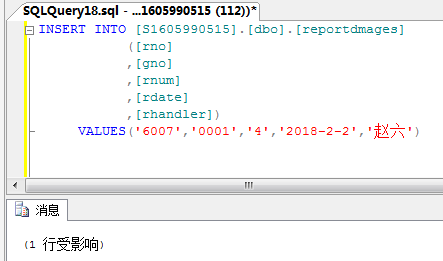 SQLQuery18.sql - ...1605990515 (112))*
INSERT INTO [S1605990515].[dbo].[reportdmages]
([rno]
,[gno]
,[rnum]
,[rdate]
,[rhandler])
VALUES('6007','0001','4','2018-2-2','赵六')
消息
(1 行受影响)